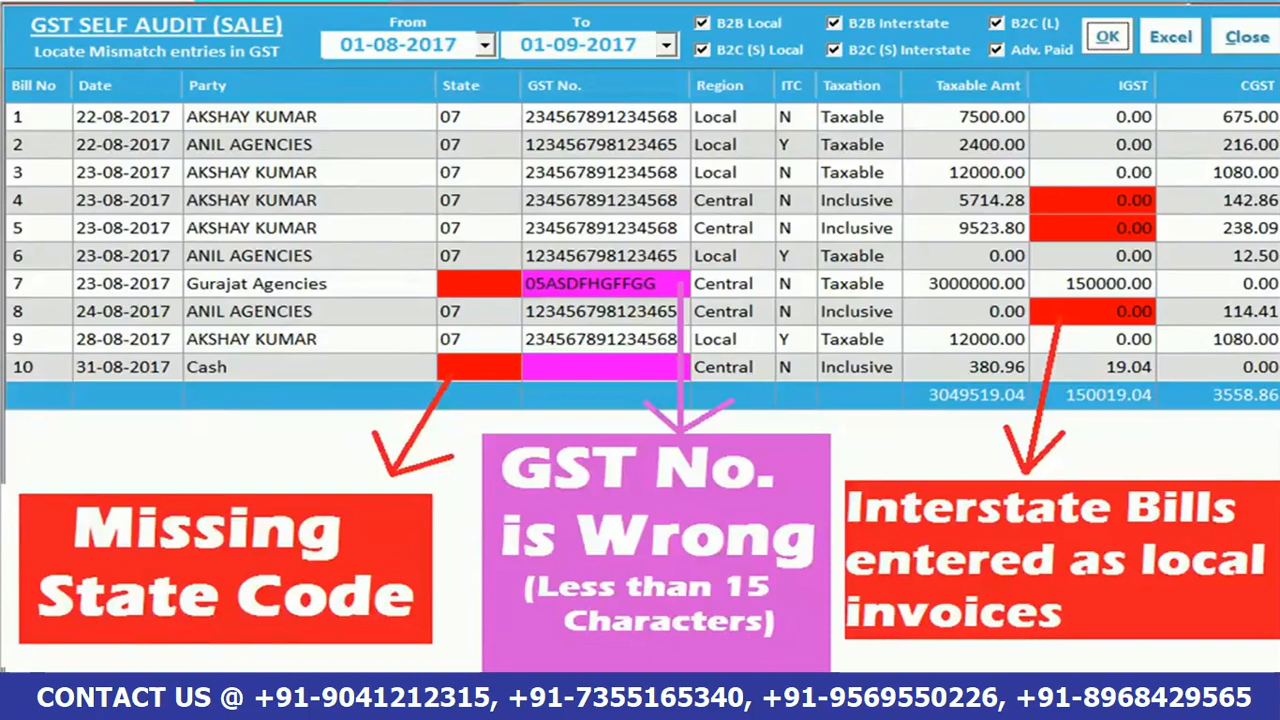 GST SELF AUDIT (SALE)
Locate Mismatch entries in GST
From To
01-08-2017 01-09-2017
B2B Local B2B Interstate B2C (L)
B2C (S) Local B2C (S) Interstate Adv. Paid
OK Excel Close
Bill No Date Party State GST No. Region ITC Taxation Taxable Amt IGST CGST
1 22-08-2017 AKSHAY KUMAR 07 234567891234568 Local N Taxable 7500.00 0.00 675.00
2 22-08-2017 ANIL AGENCIES 07 123456798123465 Local Y Taxable 2400.00 0.00 216.00
3 23-08-2017 AKSHAY KUMAR 07 234567891234568 Local N Taxable 12000.00 0.00 1080.00
4 23-08-2017 AKSHAY KUMAR 07 234567891234568 Central N Inclusive 5714.28 0.00 142.86
5 23-08-2017 AKSHAY KUMAR 07 234567891234568 Central N Inclusive 9523.80 0.00 238.09
6 23-08-2017 ANIL AGENCIES 07 123456798123465 Local Y Taxable 0.00 0.00 12.50
7 23-08-2017 Gurajat Agencies 05ASDFHGFFGG Central N Taxable 3000000.00 150000.00 0.00
8 24-08-2017 ANIL AGENCIES 07 123456798123465 Central N Inclusive 0.00 0.00 114.41
9 28-08-2017 AKSHAY KUMAR 07 234567891234568 Local Y Taxable 12000.00 0.00 1080.00
10 31-08-2017 Cash Central N Inclusive 380.96 19.04 0.00
3049519.04 150019.04 3558.86
Missing
State Code
GST No.
is Wrong
(Less than 15
Characters)
Interstate Bills
entered as local
invoices
CONTACT US @ +91-9041212315, +91-7355165340, +91-9569550226, +91-8968429565